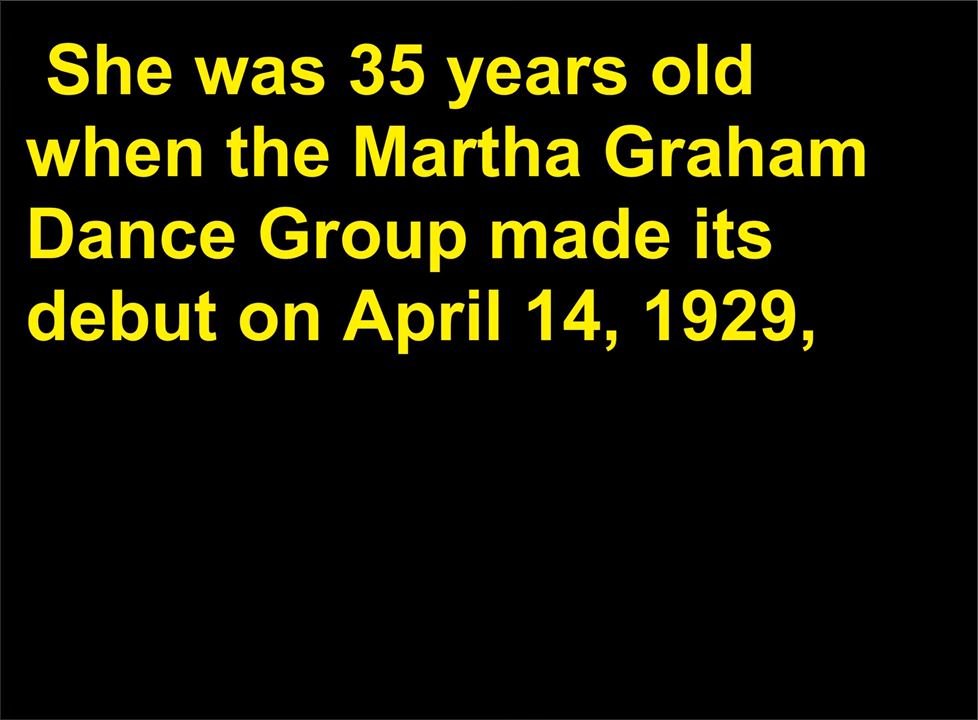 She was 35 years old
when the Martha Graham
Dance Group made its
debut on April 14, 1929,